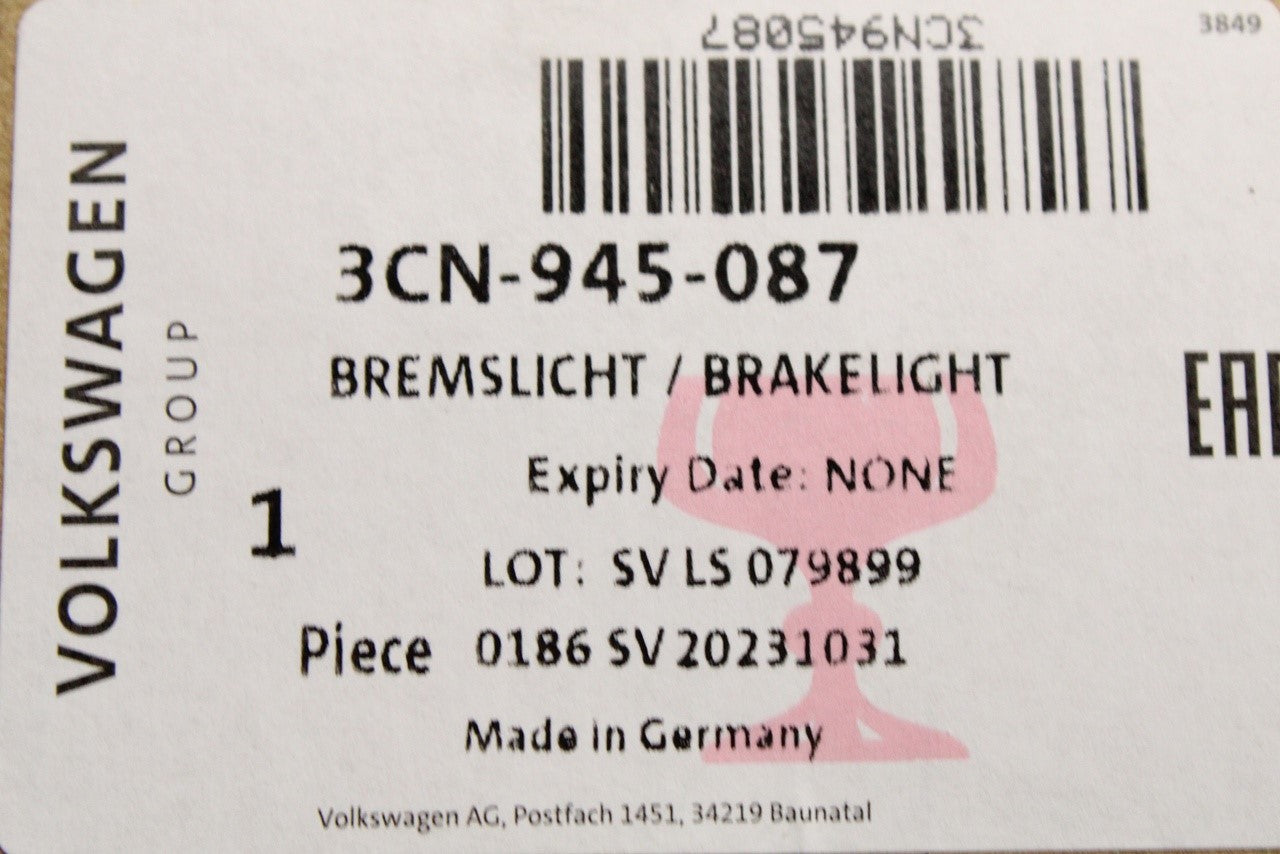 3CN945087
3849
VOLKSWAGEN
GROUP
3CN-945-087
BREMSLICHT / BRAKELIGHT
EAC
Expiry Date: NONE
1
LOT: SV LS 079899
Piece 0186 SV 20231031
Made in Germany
Volkswagen AG, Postfach 1451, 34219 Baunatal